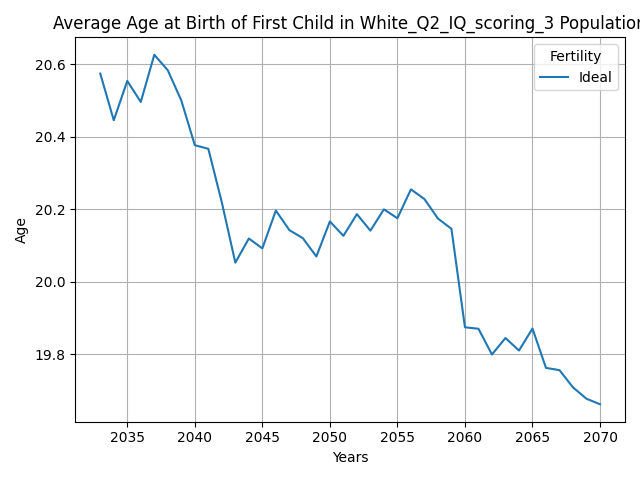 Average Age at Birth of First Child in White_Q2_IQ_scoring_3 Population
Fertility
Ideal
20.6
20.4
20.2
20.0
19.8
Age
2035 2040 2045 2050 2055 2060 2065 2070
Years